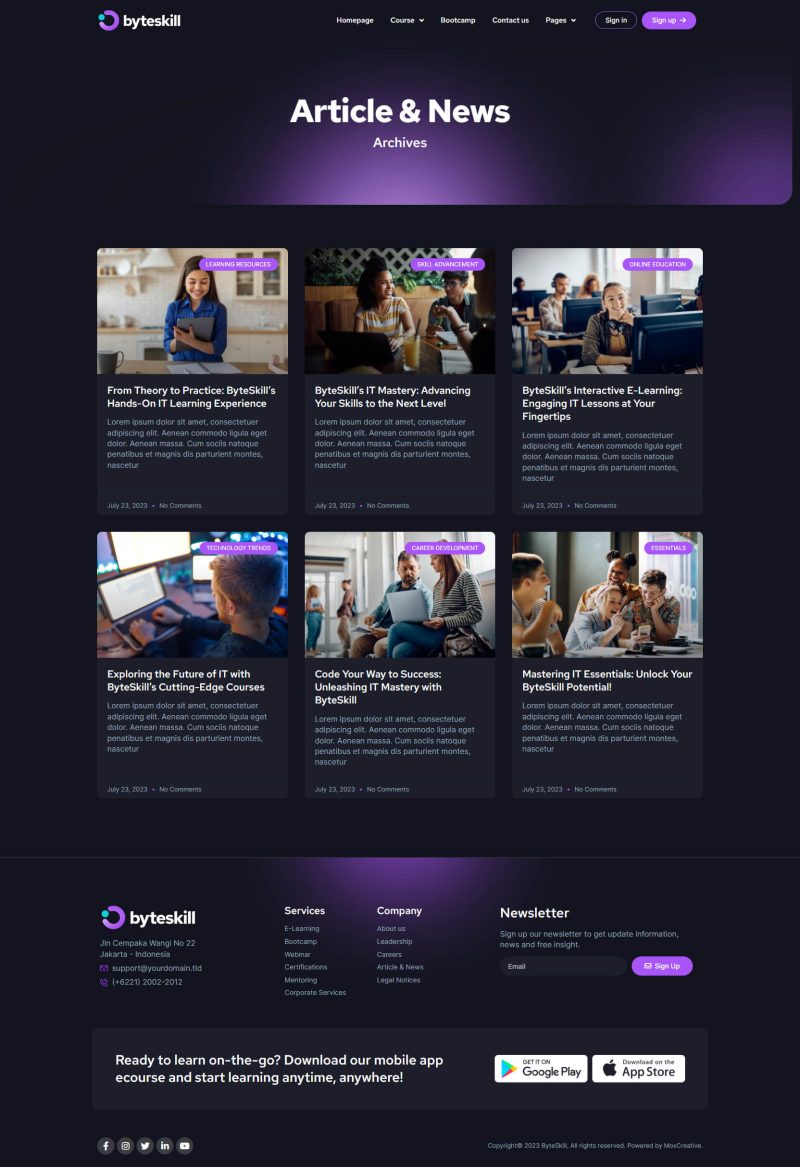 byteskill
Homepage
Course
Bootcamp
Contact us
Pages
Sign in
Sign up
Article & News
Archives
LEARNING RESOURCES
From Theory to Practice: ByteSkill's
Hands-On IT Learning Experience
Lorem ipsum dolor sit amet, consectetuer
adipiscing elit. Aenean commodo ligula eget
dolor. Aenean massa. Cum sociis natoque
penatibus et magnis dis parturient montes,
nascetur
July 23, 2023 • No Comments
SKILL ADVANCEMENT
ByteSkill's IT Mastery: Advancing
Your Skills to the Next Level
Lorem ipsum dolor sit amet, consectetuer
adipiscing elit. Aenean commodo ligula eget
dolor. Aenean massa. Cum sociis natoque
penatibus et magnis dis parturient montes,
nascetur
July 23, 2023 • No Comments
ONLINE EDUCATION
ByteSkill's Interactive E-Learning:
Engaging IT Lessons at Your
Fingertips
Lorem ipsum dolor sit amet, consectetuer
adipiscing elit. Aenean commodo ligula eget
dolor. Aenean massa. Cum sociis natoque
penatibus et magnis dis parturient montes,
nascetur
July 23, 2023 • No Comments
TECHNOLOGY TRENDS
Exploring the Future of IT with
ByteSkill's Cutting-Edge Courses
Lorem ipsum dolor sit amet, consectetuer
adipiscing elit. Aenean commodo ligula eget
dolor. Aenean massa. Cum sociis natoque
penatibus et magnis dis parturient montes,
nascetur
July 23, 2023 • No Comments
CAREER DEVELOPMENT
Code Your Way to Success:
Unleashing IT Mastery with
ByteSkill
Lorem ipsum dolor sit amet, consectetuer
adipiscing elit. Aenean commodo ligula eget
dolor. Aenean massa. Cum sociis natoque
penatibus et magnis dis parturient montes,
nascetur
July 23, 2023 • No Comments
ESSENTIALS
Mastering IT Essentials: Unlock Your
ByteSkill Potential!
Lorem ipsum dolor sit amet, consectetuer
adipiscing elit. Aenean commodo ligula eget
dolor. Aenean massa. Cum sociis natoque
penatibus et magnis dis parturient montes,
nascetur
July 23, 2023 • No Comments
byteskill
Jln Cempaka Wangi No 22
Jakarta - Indonesia
support@yourdomain.tld
(+6221) 2002-2012
Services
E-Learning
Bootcamp
Webinar
Certifications
Mentoring
Corporate Services
Company
About us
Leadership
Careers
Article & News
Legal Notices
Newsletter
Sign up our newsletter to get update information,
news and free insight.
Email
Sign Up
Ready to learn on-the-go? Download our mobile app
ecourse and start learning anytime, anywhere!
GET IT ON
Google Play
Download on the
App Store
Copyright© 2023 ByteSkill, All rights reserved. Powered by MoxCreative.